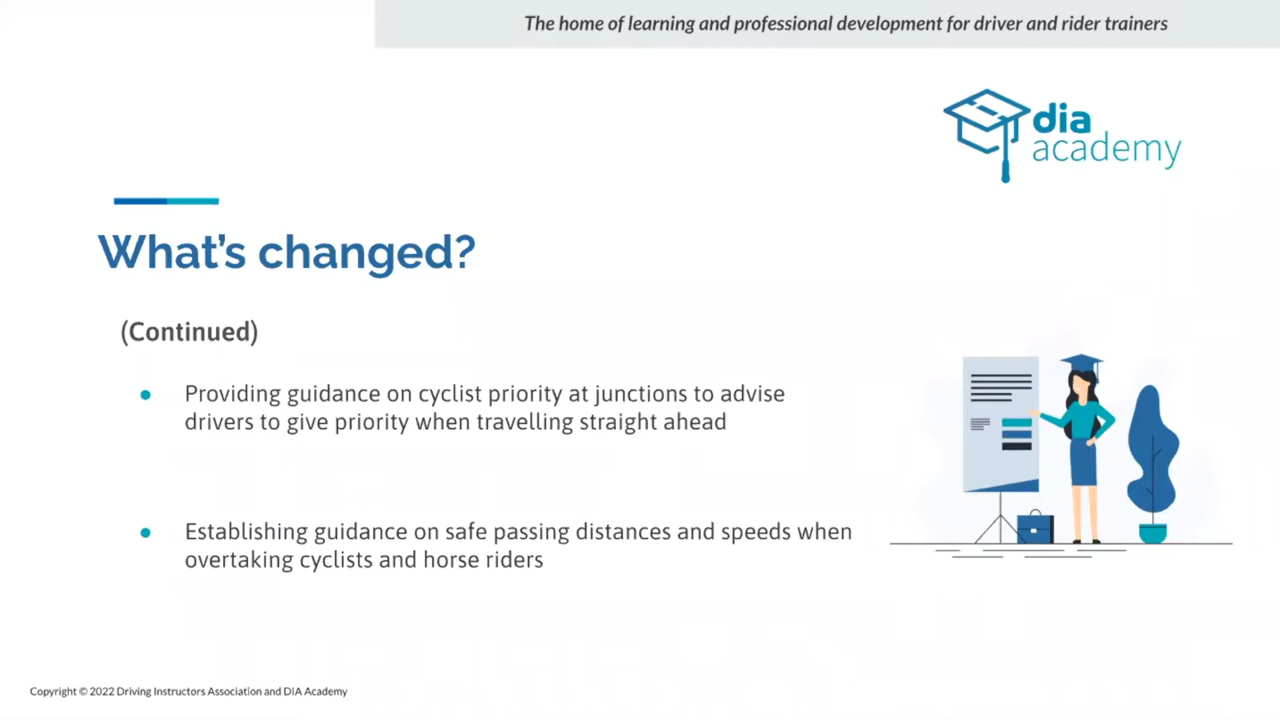 The home of learning and professional development for driver and rider trainers
dia
academy
What's changed?
(Continued)
● Providing guidance on cyclist priority at junctions to advise
drivers to give priority when travelling straight ahead
● Establishing guidance on safe passing distances and speeds when
overtaking cyclists and horse riders
Copyright © 2022 Driving Instructors Association and DIA Academy